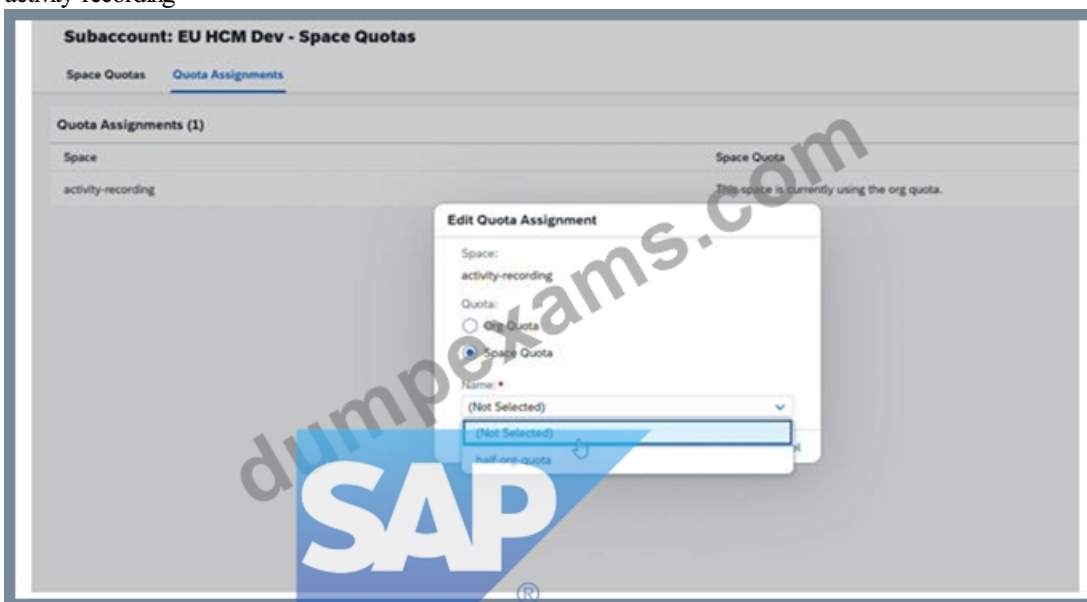 activity-recording
Subaccount: EU HCM Dev - Space Quotas
Space Quotas Quota Assignments
Quota Assignments (1)
Space Space Quota
activity-recording This space is currently using the org quota.
Edit Quota Assignment
Space:
activity-recording
Quota:
Org Quota
Space Quota
Name: *
(Not Selected)
(Not Selected)
half-org-quota
dumpexams.com
SAP
®